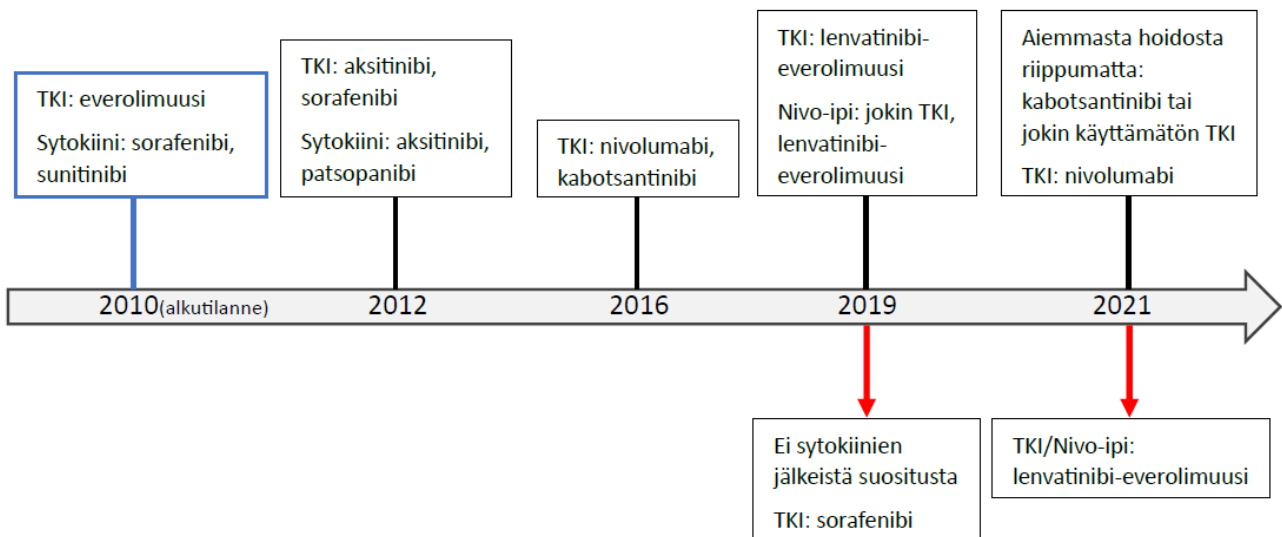 TKI: everolimuusi
Sytokiini: sorafenibi,
sunitinibi
TKI: aksitinibi,
sorafenibi
Sytokiini: aksitinibi,
patsopanibi
TKI: nivolumabi,
kabotsantinibi
TKI: lenvatinibi-
everolimuusi
Nivo-ipi: jokin TKI,
lenvatinibi-
everolimuusi
Aiemmasta hoidosta
riippumatta:
kabotsantinibi tai
jokin käyttämätön TKI
TKI: nivolumabi
2010(alkutilanne)
2012
2016
2019
2021
Ei sytokiinien
jälkeistä suositusta
TKI: sorafenibi
TKI/Nivo-ipi:
lenvatinibi-everolimuusi